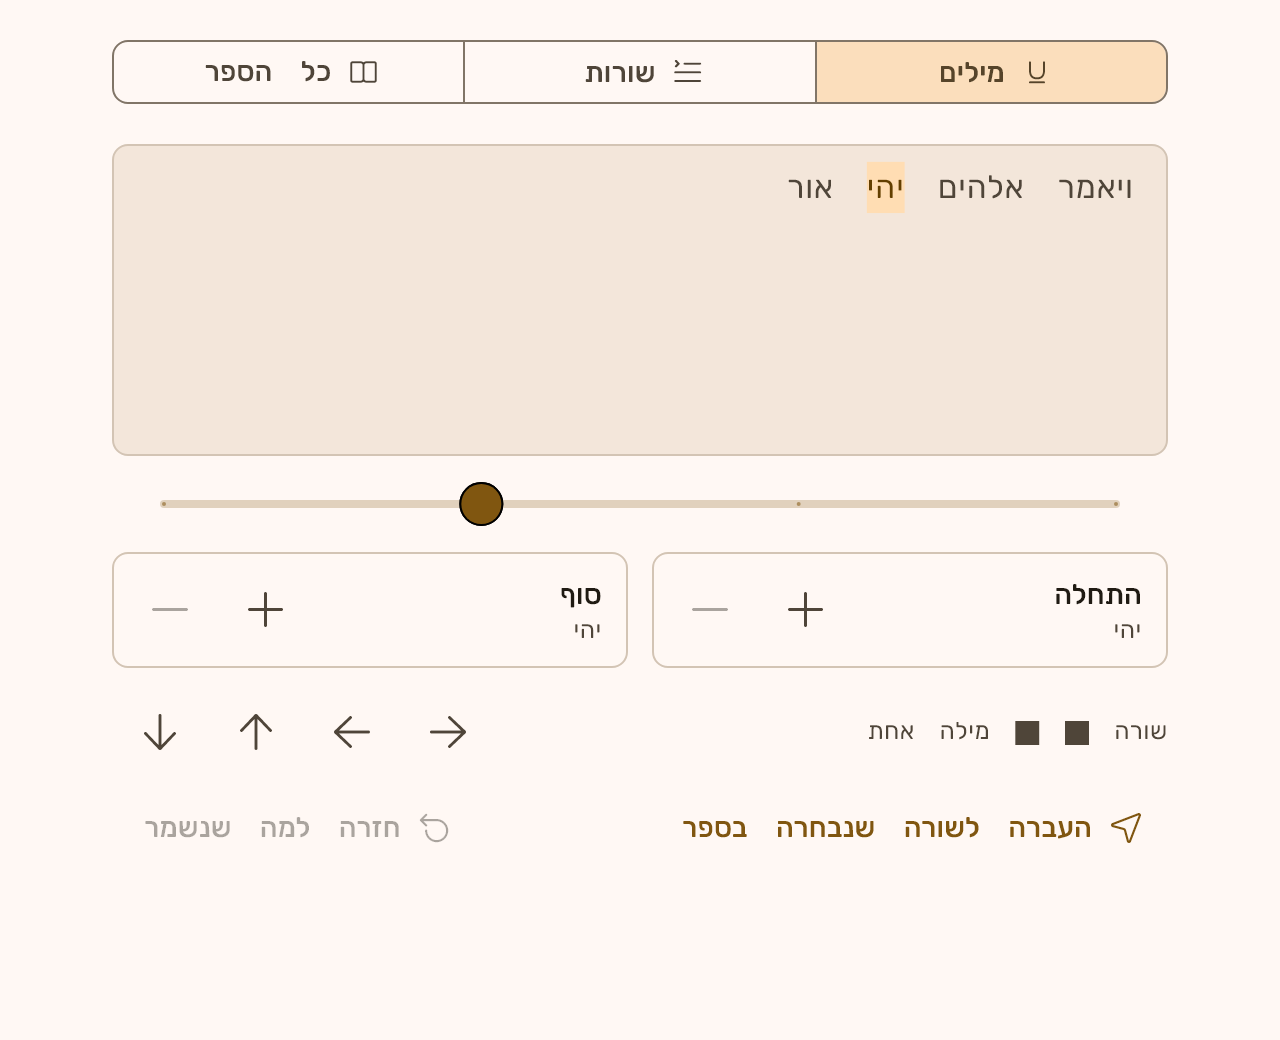 מילים שורות כל הספר
ויאמר אלהים יהי אור
התחלה סוף
יהי יהי
שורה ■ ■ מילה אחת
העברה לשורה שנבחרה בספר חזרה למה שנשמר